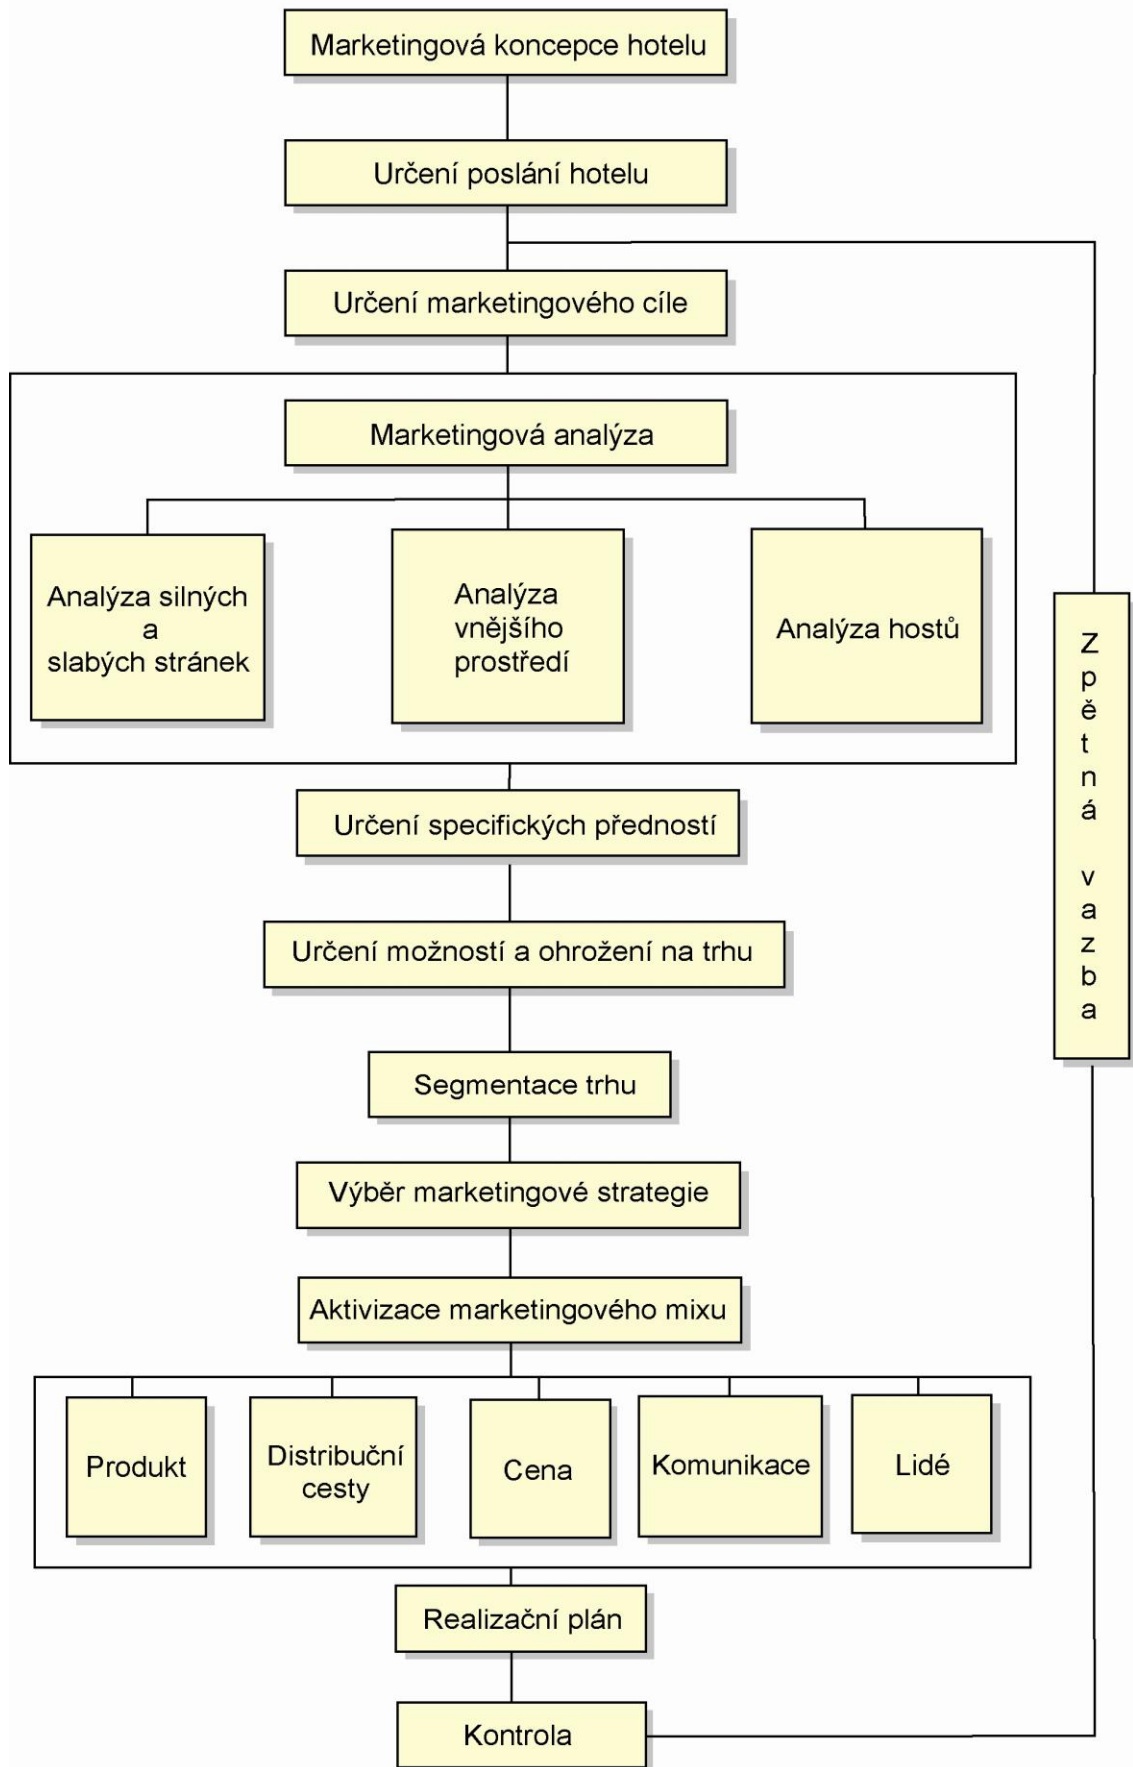 Marketingová koncepce hotelu
Určení poslání hotelu
Určení marketingového cíle
Marketingová analýza
Analýza silných
a
slabých stránek
Analýza
vnějšího
prostředí
Analýza hostů
Zpětná vazba
Určení specifických předností
Určení možností a ohrožení na trhu
Segmentace trhu
Výběr marketingové strategie
Aktivizace marketingového mixu
Produkt
Distribuční
cesty
Cena
Komunikace
Lidé
Realizační plán
Kontrola